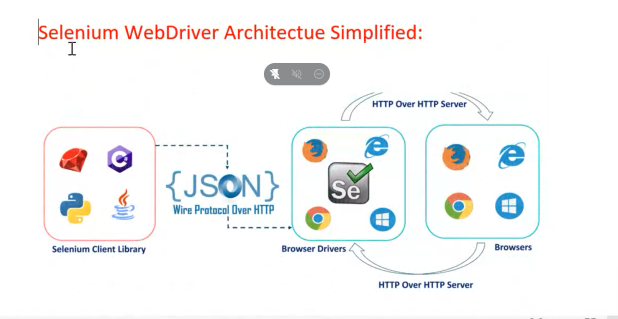 Selenium WebDriver Architectue Simplified:
HTTP Over HTTP Server
{JSON}
Wire Protocol Over HTTP
Se
Selenium Client Library
Browser Drivers
Browsers
HTTP Over HTTP Server